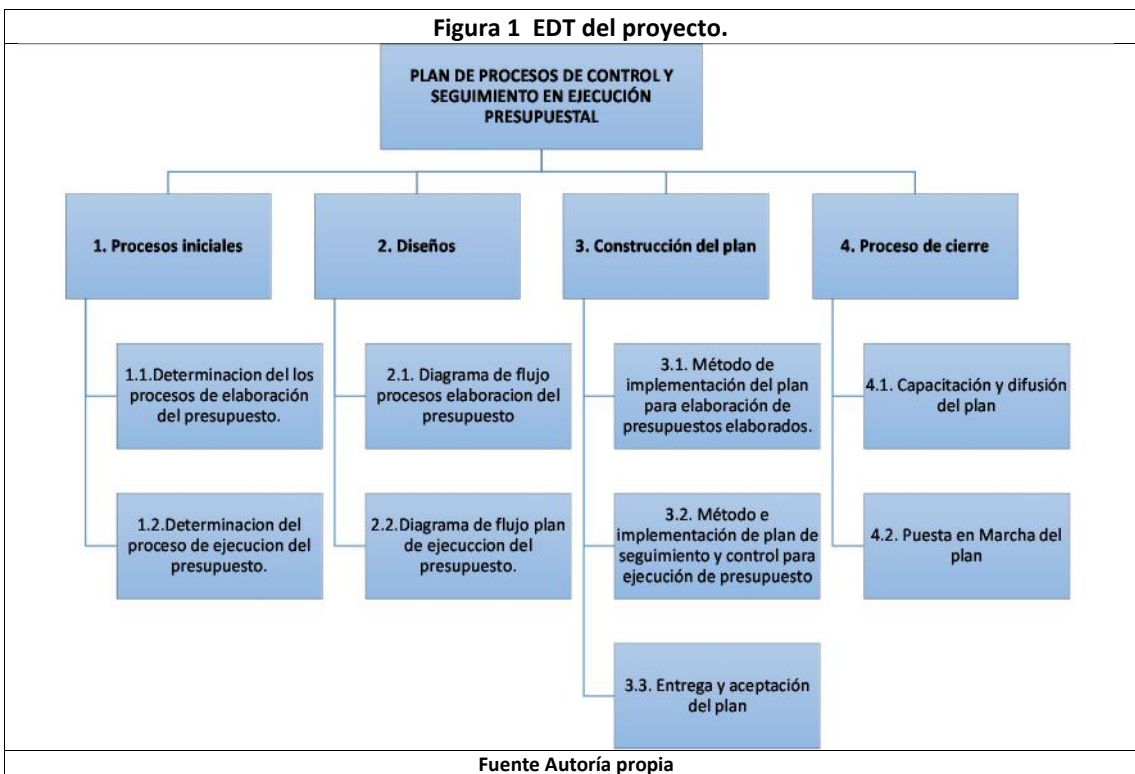 Figura 1 EDT del proyecto.
PLAN DE PROCESOS DE CONTROL Y
SEGUIMIENTO EN EJECUCIÓN
PRESUPUESTAL
1. Procesos iniciales
2. Diseños
3. Construcción del plan
4. Proceso de cierre
1.1.Determinacion del los
procesos de elaboración
del presupuesto.
2.1. Diagrama de flujo
procesos elaboracion del
presupuesto
3.1. Método de
implementación del plan
para elaboración de
presupuestos elaborados.
4.1. Capacitación y difusión
del plan
1.2.Determinacion del
proceso de ejecucion del
presupuesto.
2.2.Diagrama de flujo plan
de ejecuccion del
presupuesto.
3.2. Método e
implementación de plan de
seguimiento y control para
ejecución de presupuesto
4.2. Puesta en Marcha del
plan
3.3. Entrega y aceptación
del plan
Fuente Autoría propia